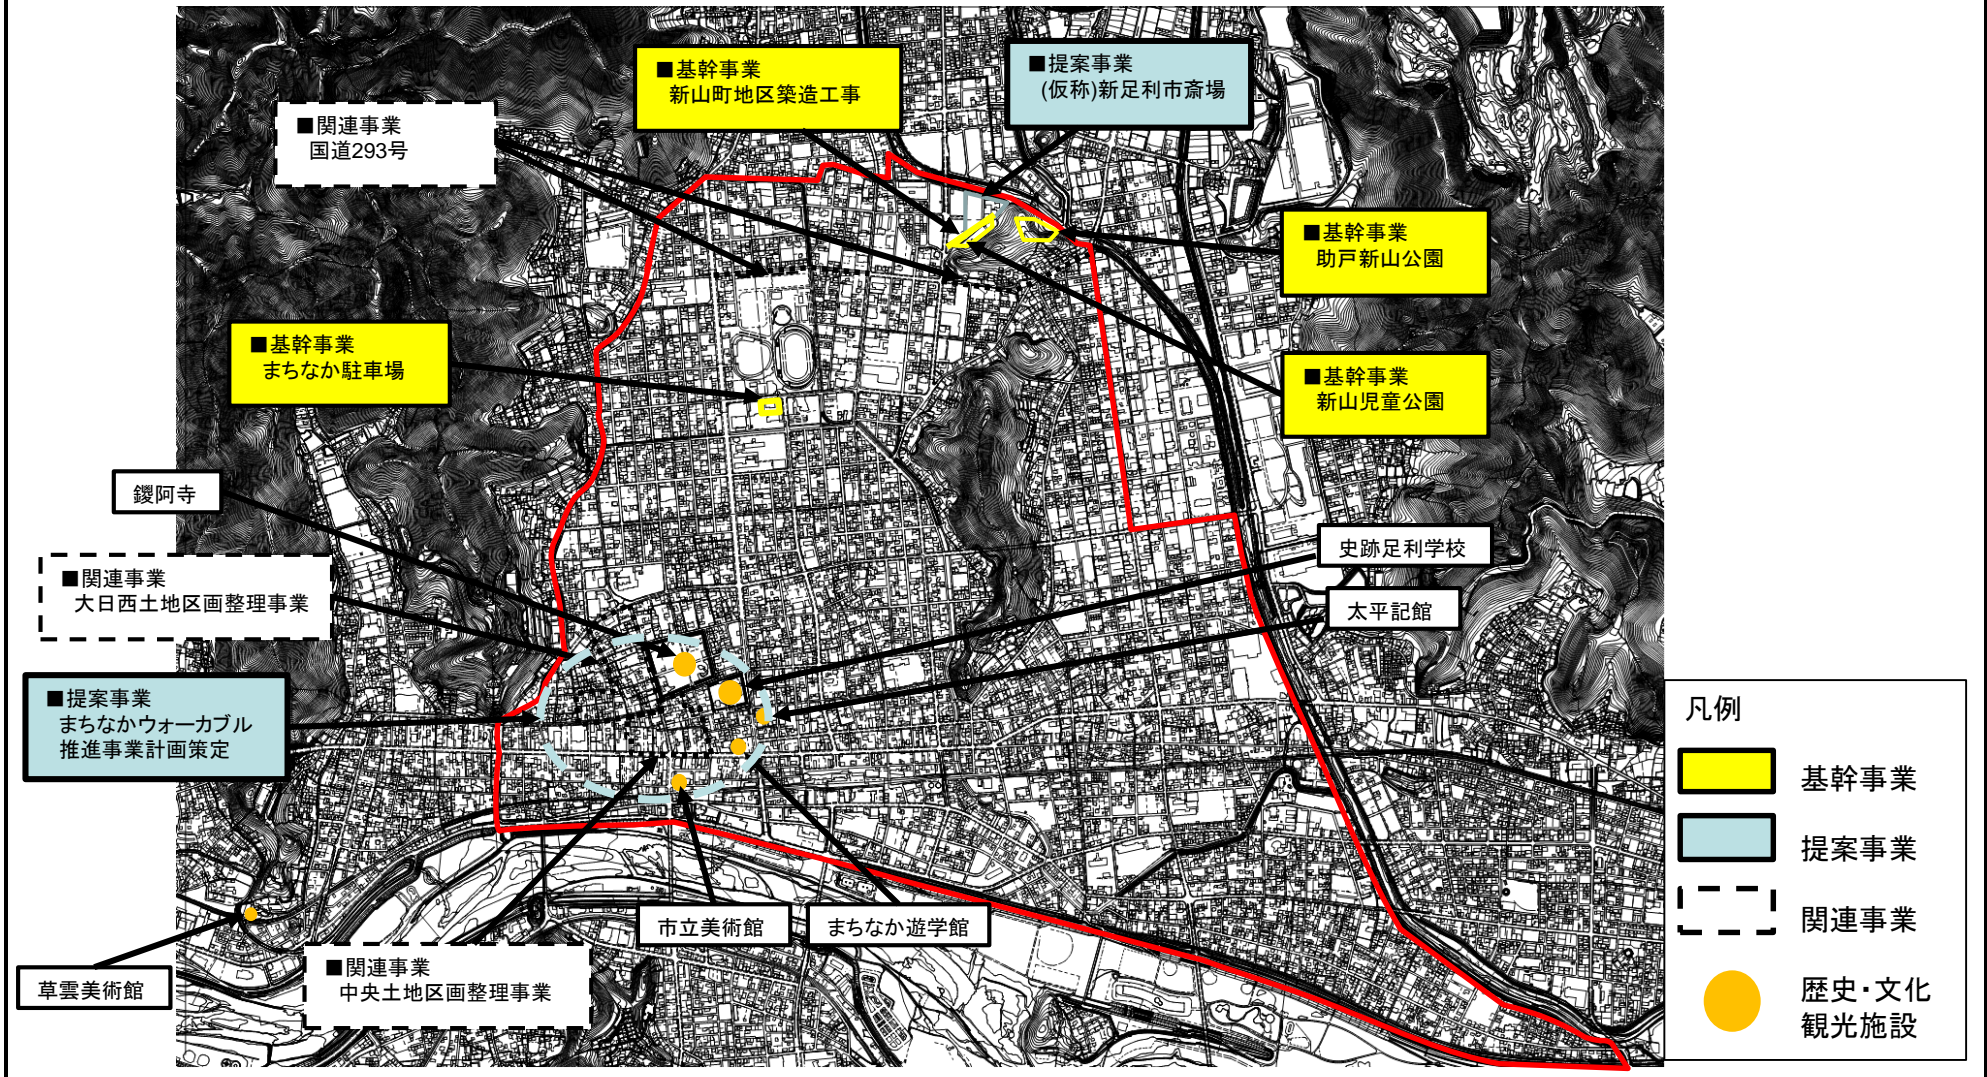 ■基幹事業
新山町地区築造工事
■提案事業
(仮称)新足利市斎場
■関連事業
国道293号
■基幹事業
助戸新山公園
■基幹事業
まちなか駐車場
■基幹事業
新山児童公園
鑁阿寺
史跡足利学校
■関連事業
大日西土地区画整理事業
太平記館
■提案事業
まちなかウォーカブル
推進事業計画策定
市立美術館
まちなか遊学館
■関連事業
中央土地区画整理事業
草雲美術館
凡例
基幹事業
提案事業
関連事業
歴史・文化
観光施設